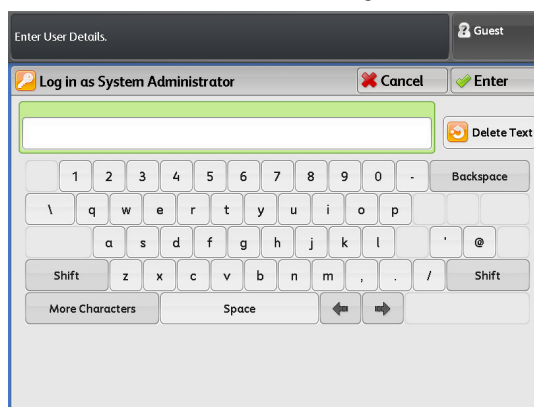 Enter User Details.
Guest
Log in as System Administrator
Cancel
Enter
Delete Text
1 2 3 4 5 6 7 8 9 0 - Backspace
\ q w e r t y u i o p
a s d f g h j k l ' @
Shift z x c v b n m , . / Shift
More Characters Space